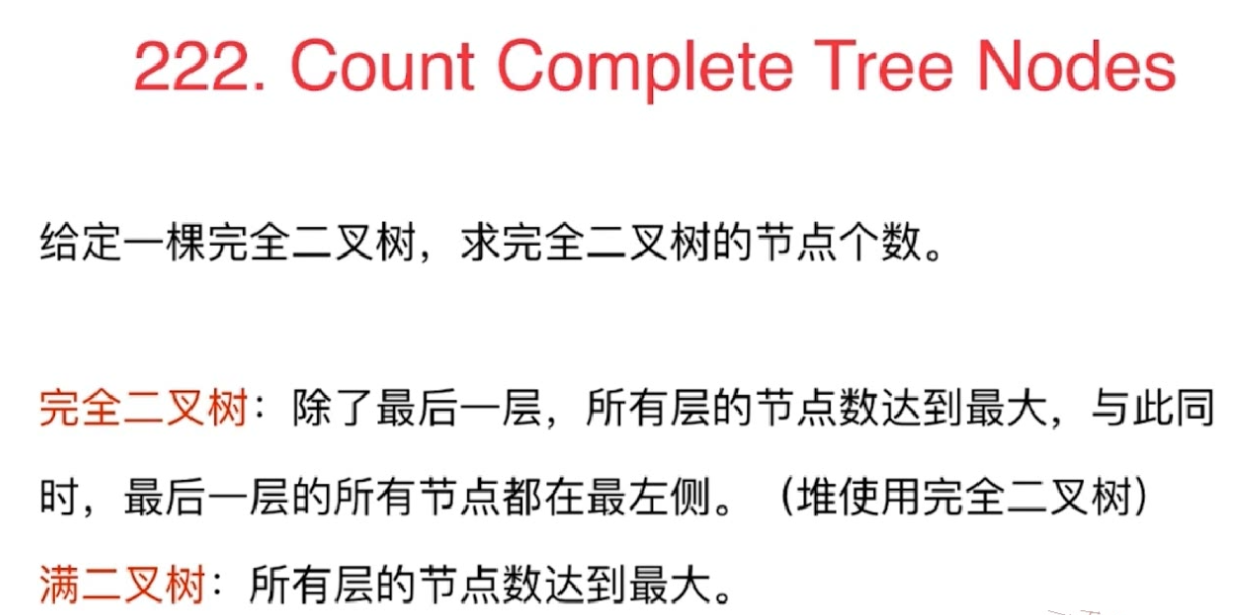 222. Count Complete Tree Nodes
给定一棵完全二叉树，求完全二叉树的节点个数。
完全二叉树：除了最后一层，所有层的节点数达到最大，与此同
时，最后一层的所有节点都在最左侧。（堆使用完全二叉树）
满二叉树：所有层的节点数达到最大。